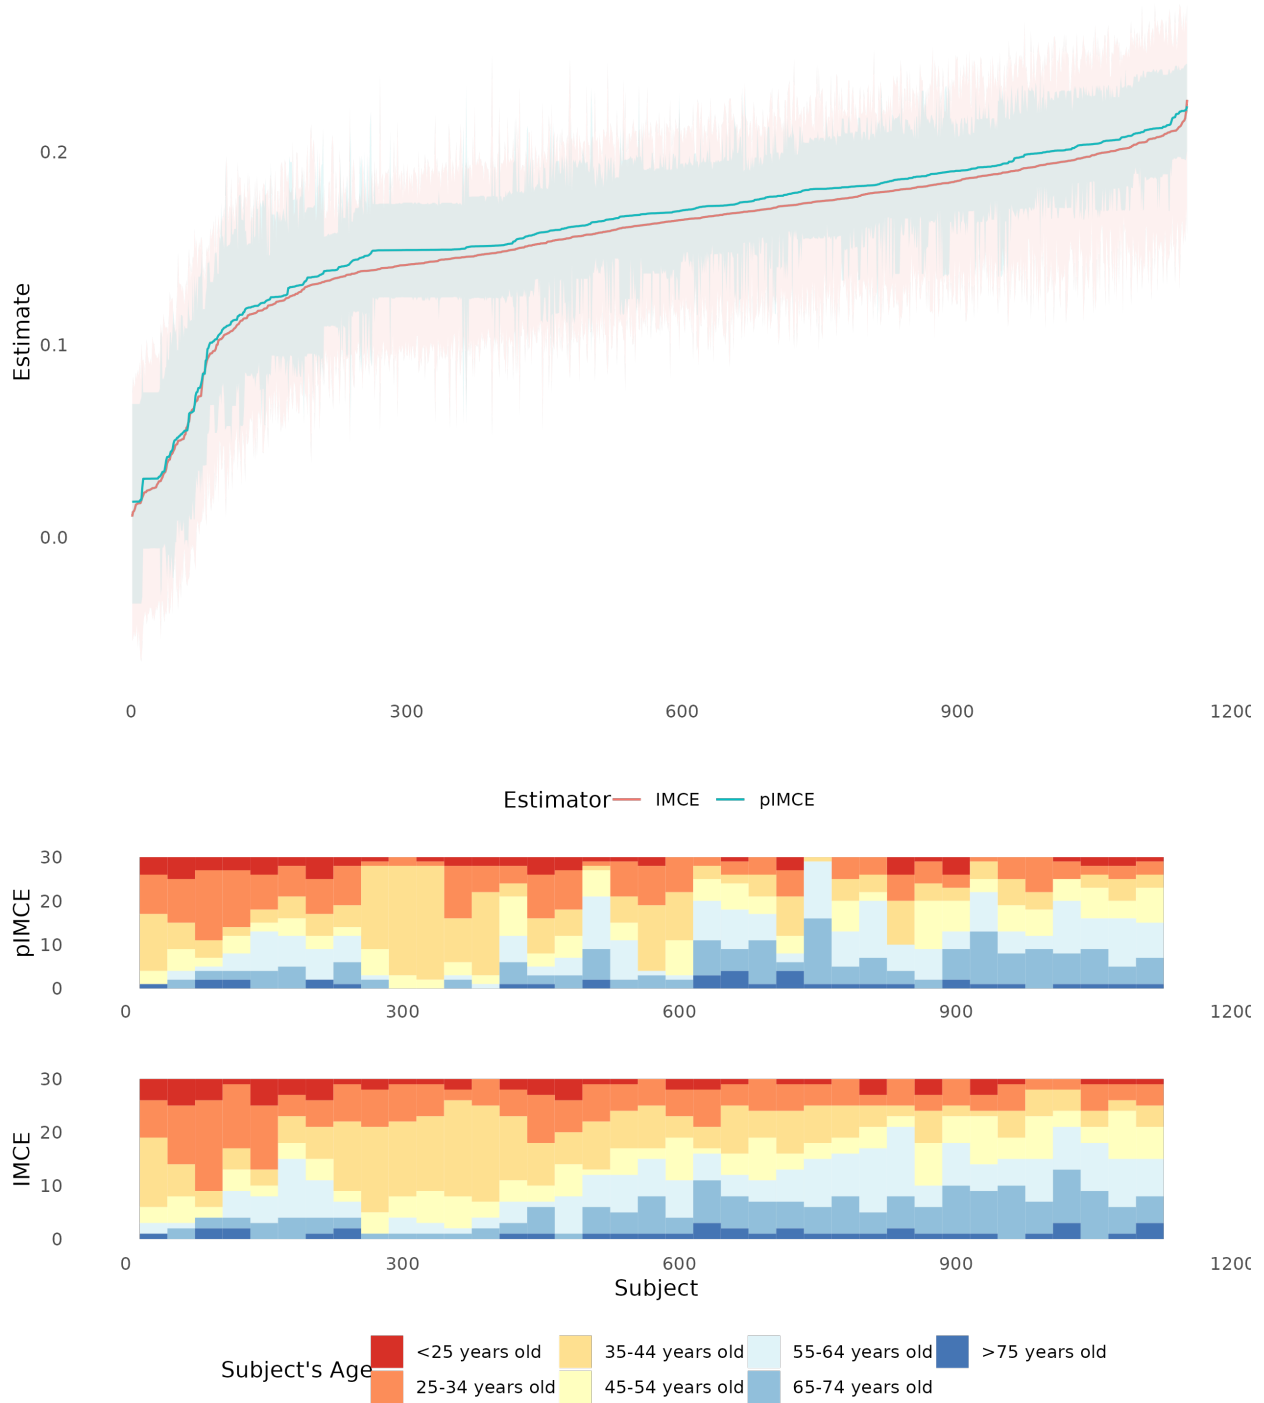 0.2
0.1
0.0
Estimate
0 300 600 900 1200
Estimator IMCE pIMCE
30
20
10
0
pIMCE
0 300 600 900 1200
30
20
10
0
IMCE
0 300 600 900 1200
Subject
Subject's Age
<25 years old 35-44 years old 55-64 years old >75 years old
25-34 years old 45-54 years old 65-74 years old